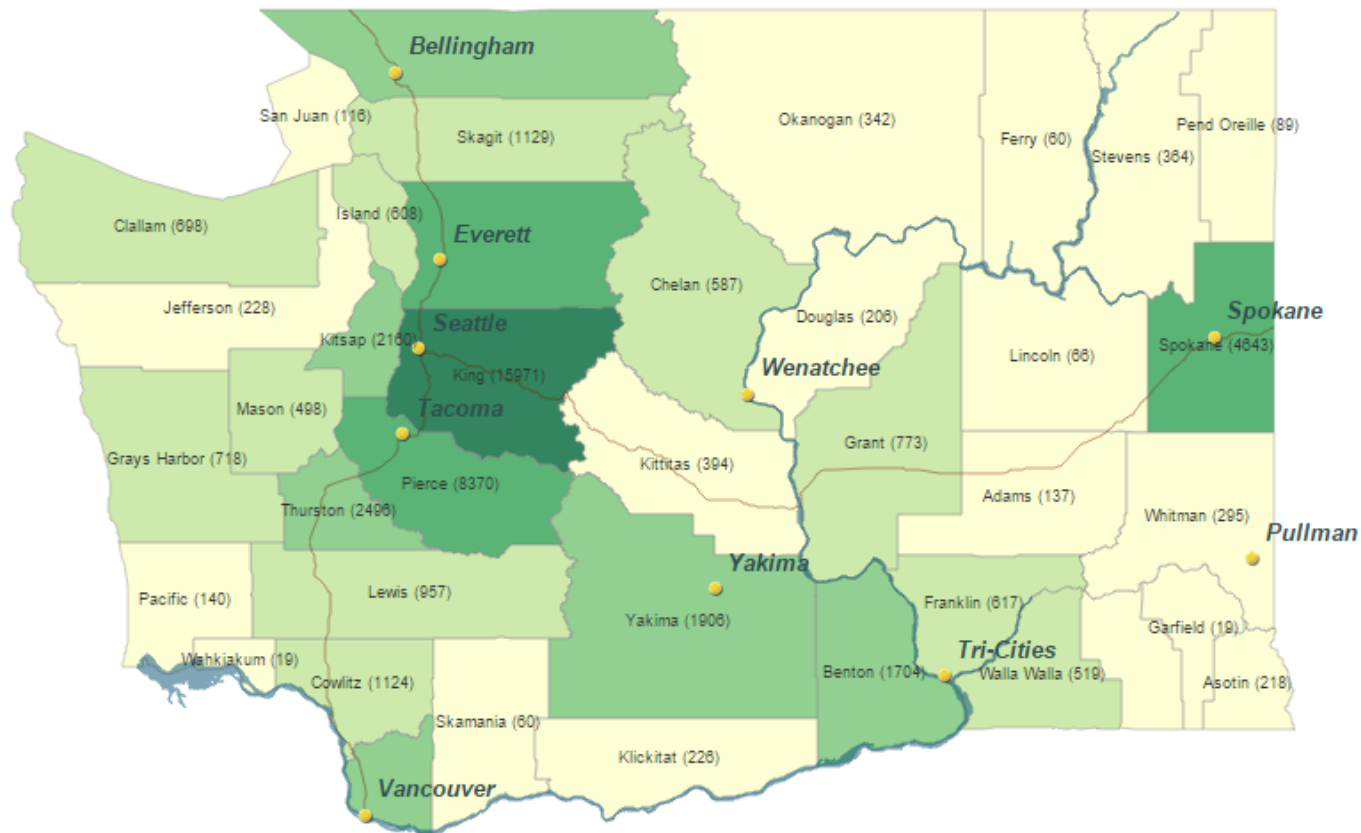 Bellingham
San Juan (116)
Skagit (1129)
Okanogan (342)
Ferry (60)
Pend Oreille (89)
Stevens (364)
Clallam (698)
Island (608)
Everett
Chelan (587)
Jefferson (228)
Douglas (206)
Seattle
Kitsap (2160)
Spokane
Spokane (4643)
Lincoln (66)
King (15971)
Wenatchee
Mason (498)
Tacoma
Grant (773)
Grays Harbor (718)
Kittitas (394)
Pierce (8370)
Adams (137)
Thurston (2496)
Whitman (295)
Pullman
Yakima
Lewis (957)
Pacific (140)
Franklin (617)
Yakima (1906)
Garfield (19)
Tri-Cities
Wahkiakum (19)
Benton (1704)
Walla Walla (519)
Cowlitz (1124)
Asotin (218)
Skamania (60)
Klickitat (226)
Vancouver